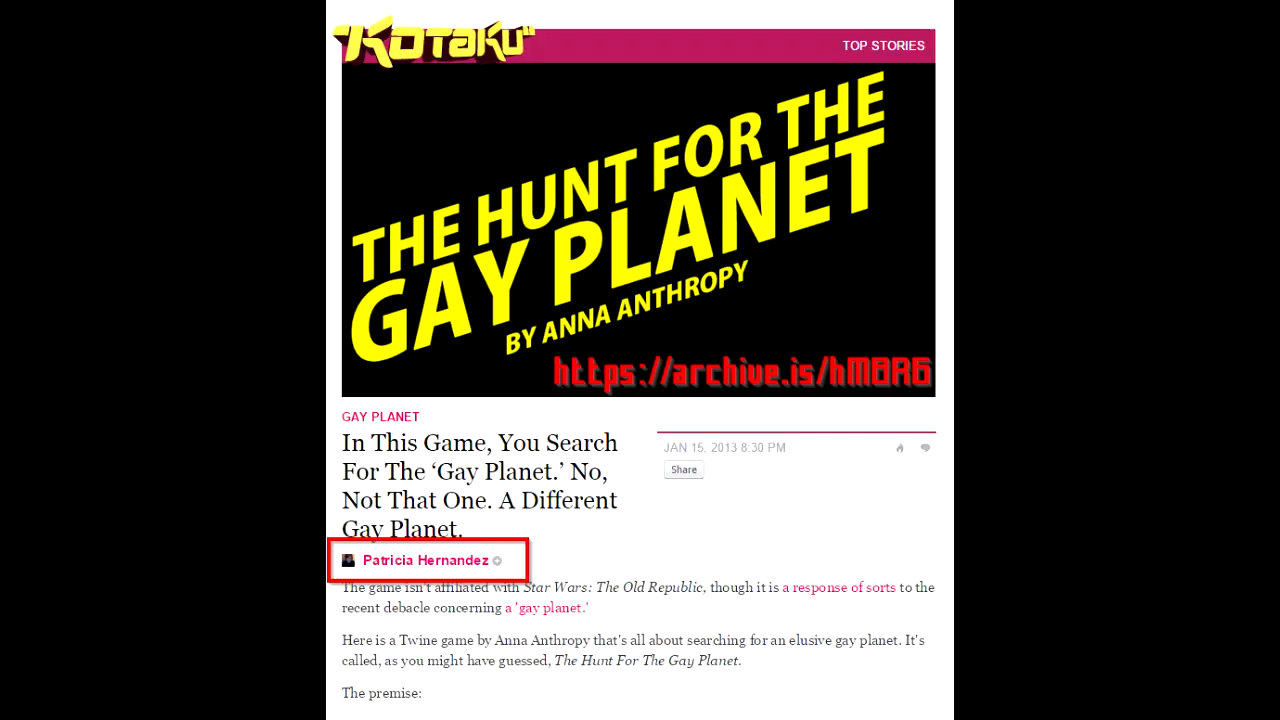 "KOTAKU"
TOP STORIES
THE HUNT FOR THE
GAY PLANET
BY ANNA ANTHROPY
https://archive.is/hM8R6
GAY PLANET
In This Game, You Search
For The ‘Gay Planet.’ No,
Not That One. A Different
Gay Planet.
JAN 15, 2013 8:30 PM
Share
Patricia Hernandez
The game isn't affiliated with Star Wars: The Old Republic, though it is a response of sorts to the
recent debacle concerning a 'gay planet.'
Here is a Twine game by Anna Anthropy that's all about searching for an elusive gay planet. It's
called, as you might have guessed, The Hunt For The Gay Planet.
The premise: